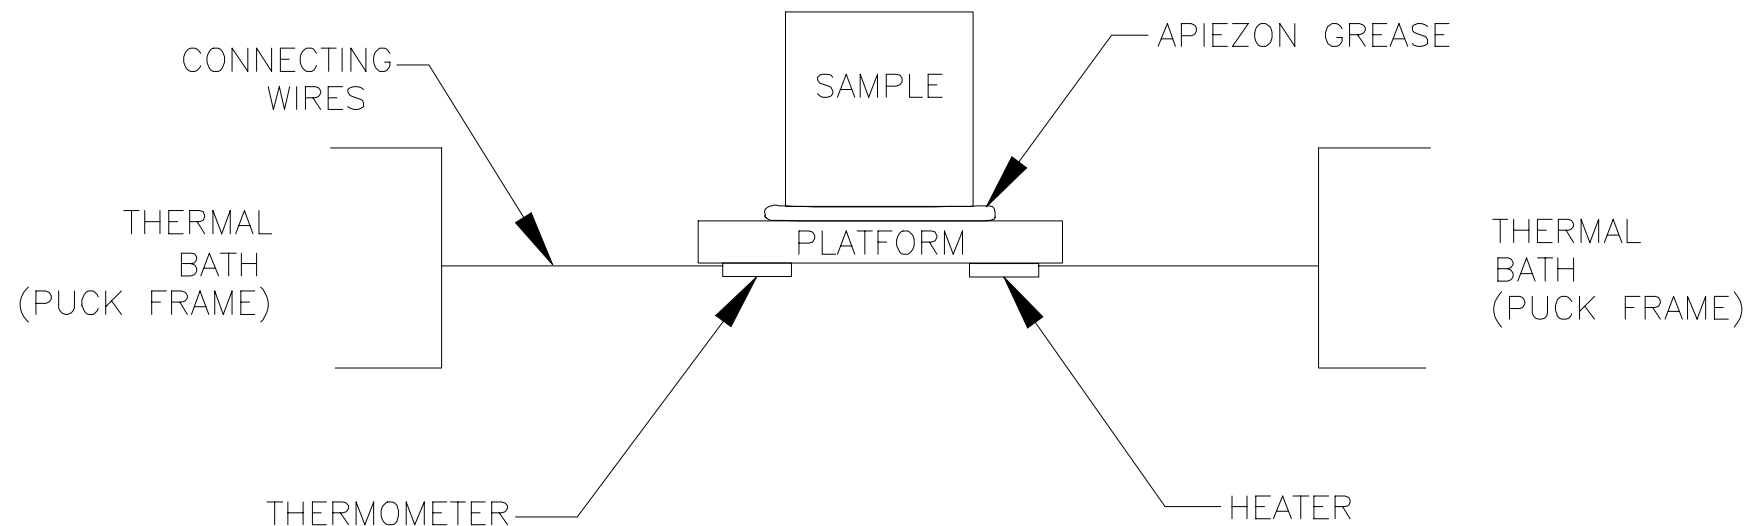 CONNECTING
WIRES
SAMPLE
APIEZON GREASE
THERMAL
BATH
(PUCK FRAME)
PLATFORM
THERMAL
BATH
(PUCK FRAME)
THERMOMETER
HEATER